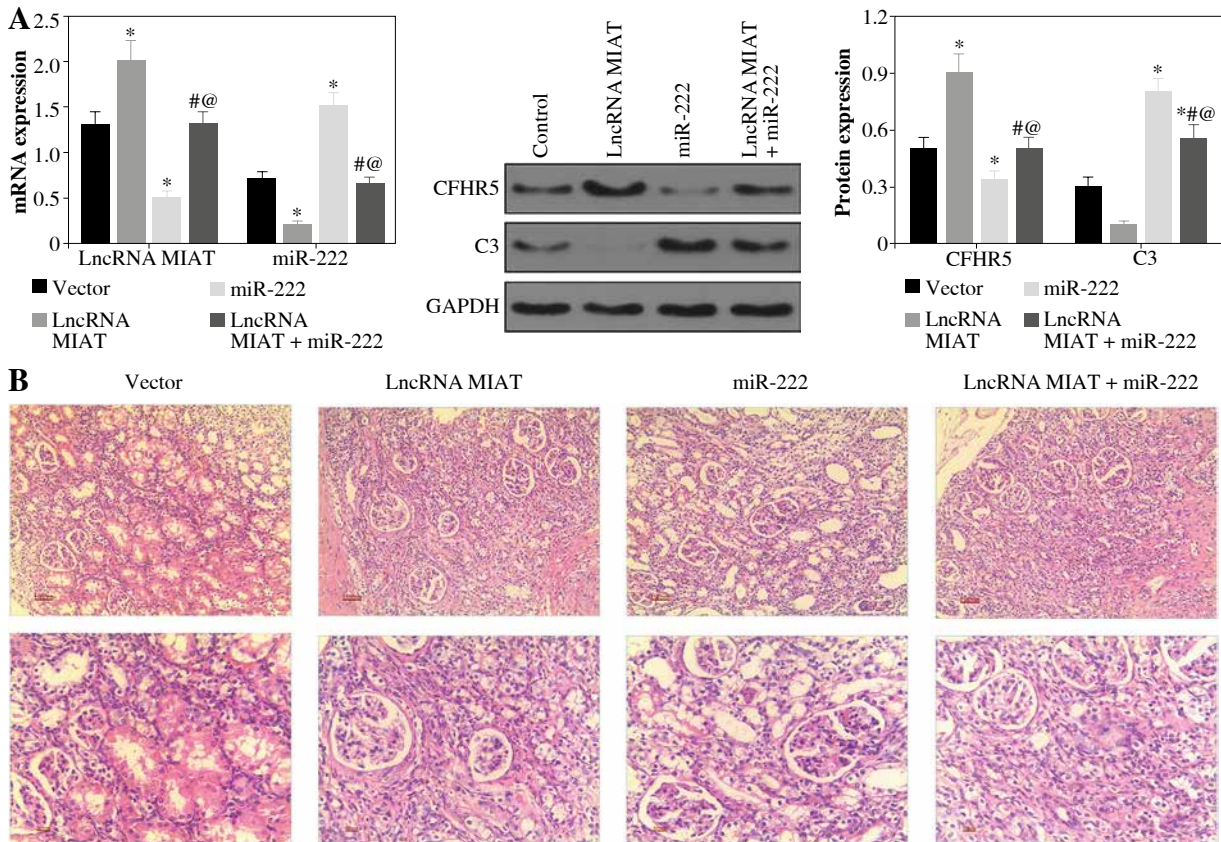 A
mRNA expression
2.5
2.0
1.5
1.0
0.5
0
*
*
#@
*
*
#@
LncRNA MIAT
miR-222
Vector
miR-222
LncRNA
MIAT
LncRNA
MIAT + miR-222
Control
LncRNA MIAT
miR-222
LncRNA MIAT
+ miR-222
CFHR5
C3
GAPDH
Protein expression
1.2
0.9
0.6
0.3
0
*
*
#@
*
*#@
CFHR5
C3
Vector
miR-222
LncRNA
MIAT
LncRNA
MIAT + miR-222
B
Vector
LncRNA MIAT
miR-222
LncRNA MIAT + miR-222